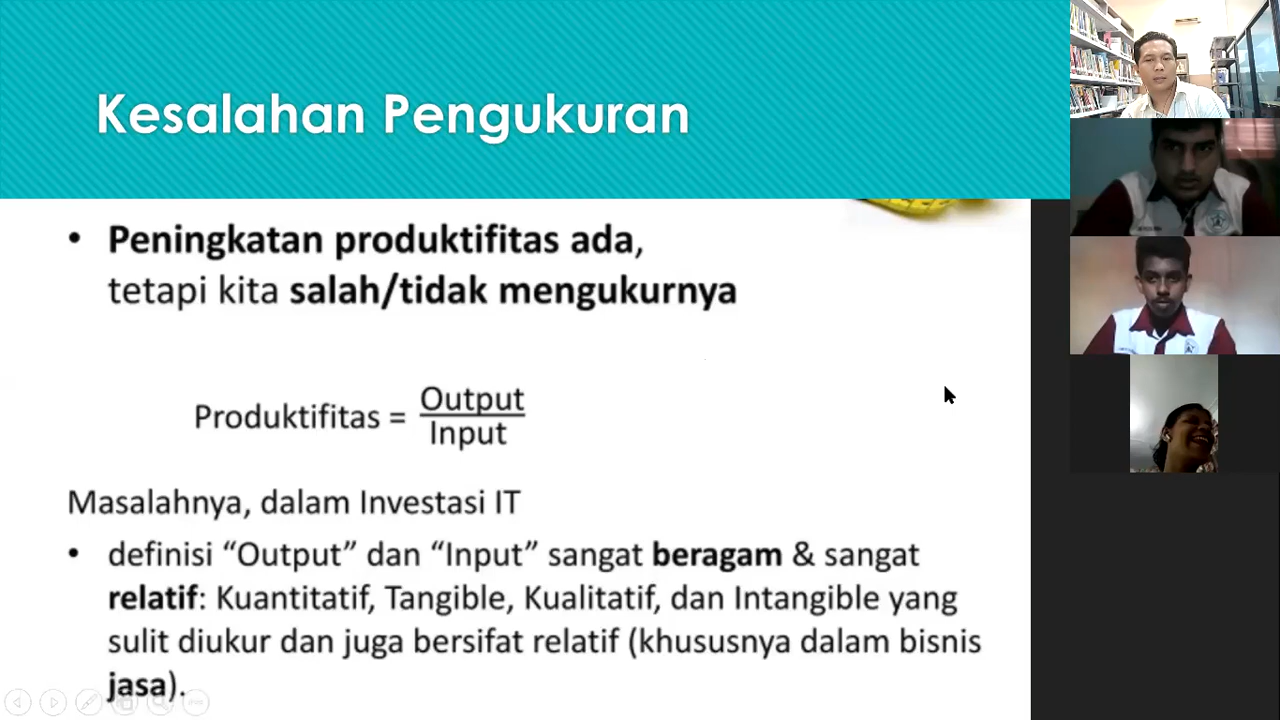 Kesalahan Pengukuran
• Peningkatan produktifitas ada,
tetapi kita salah/tidak mengukurnya
Produktifitas = Output
Input
Masalahnya, dalam Investasi IT
• definisi “Output” dan “Input” sangat beragam & sangat
relatif: Kuantitatif, Tangible, Kualitatif, dan Intangible yang
sulit diukur dan juga bersifat relatif (khususnya dalam bisnis
jasa).